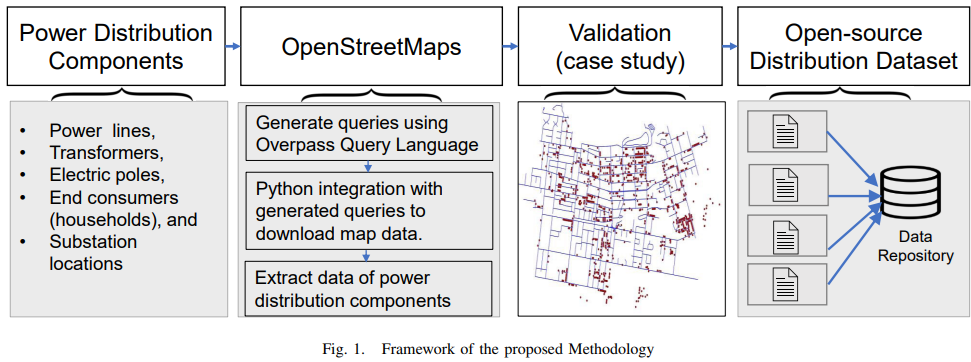 Power Distribution
Components
OpenStreetMaps
Validation
(case study)
Open-source
Distribution Dataset
• Power lines,
• Transformers,
• Electric poles,
• End consumers
(households), and
• Substation
locations
Generate queries using
Overpass Query Language
Python integration with
generated queries to
download map data.
Extract data of power
distribution components
Data
Repository
Fig. 1. Framework of the proposed Methodology